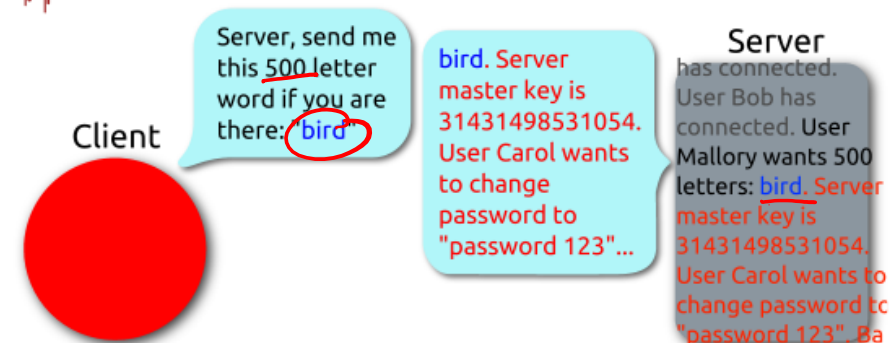 Server, send me
this 500 letter
word if you are
there: "bird"
Client
bird. Server
master key is
31431498531054.
User Carol wants
to change
password to
"password 123"...
Server
has connected.
User Bob has
connected. User
Mallory wants 500
letters: bird. Server
master key is
31431498531054.
User Carol wants to
change password to
"password 123". Ba